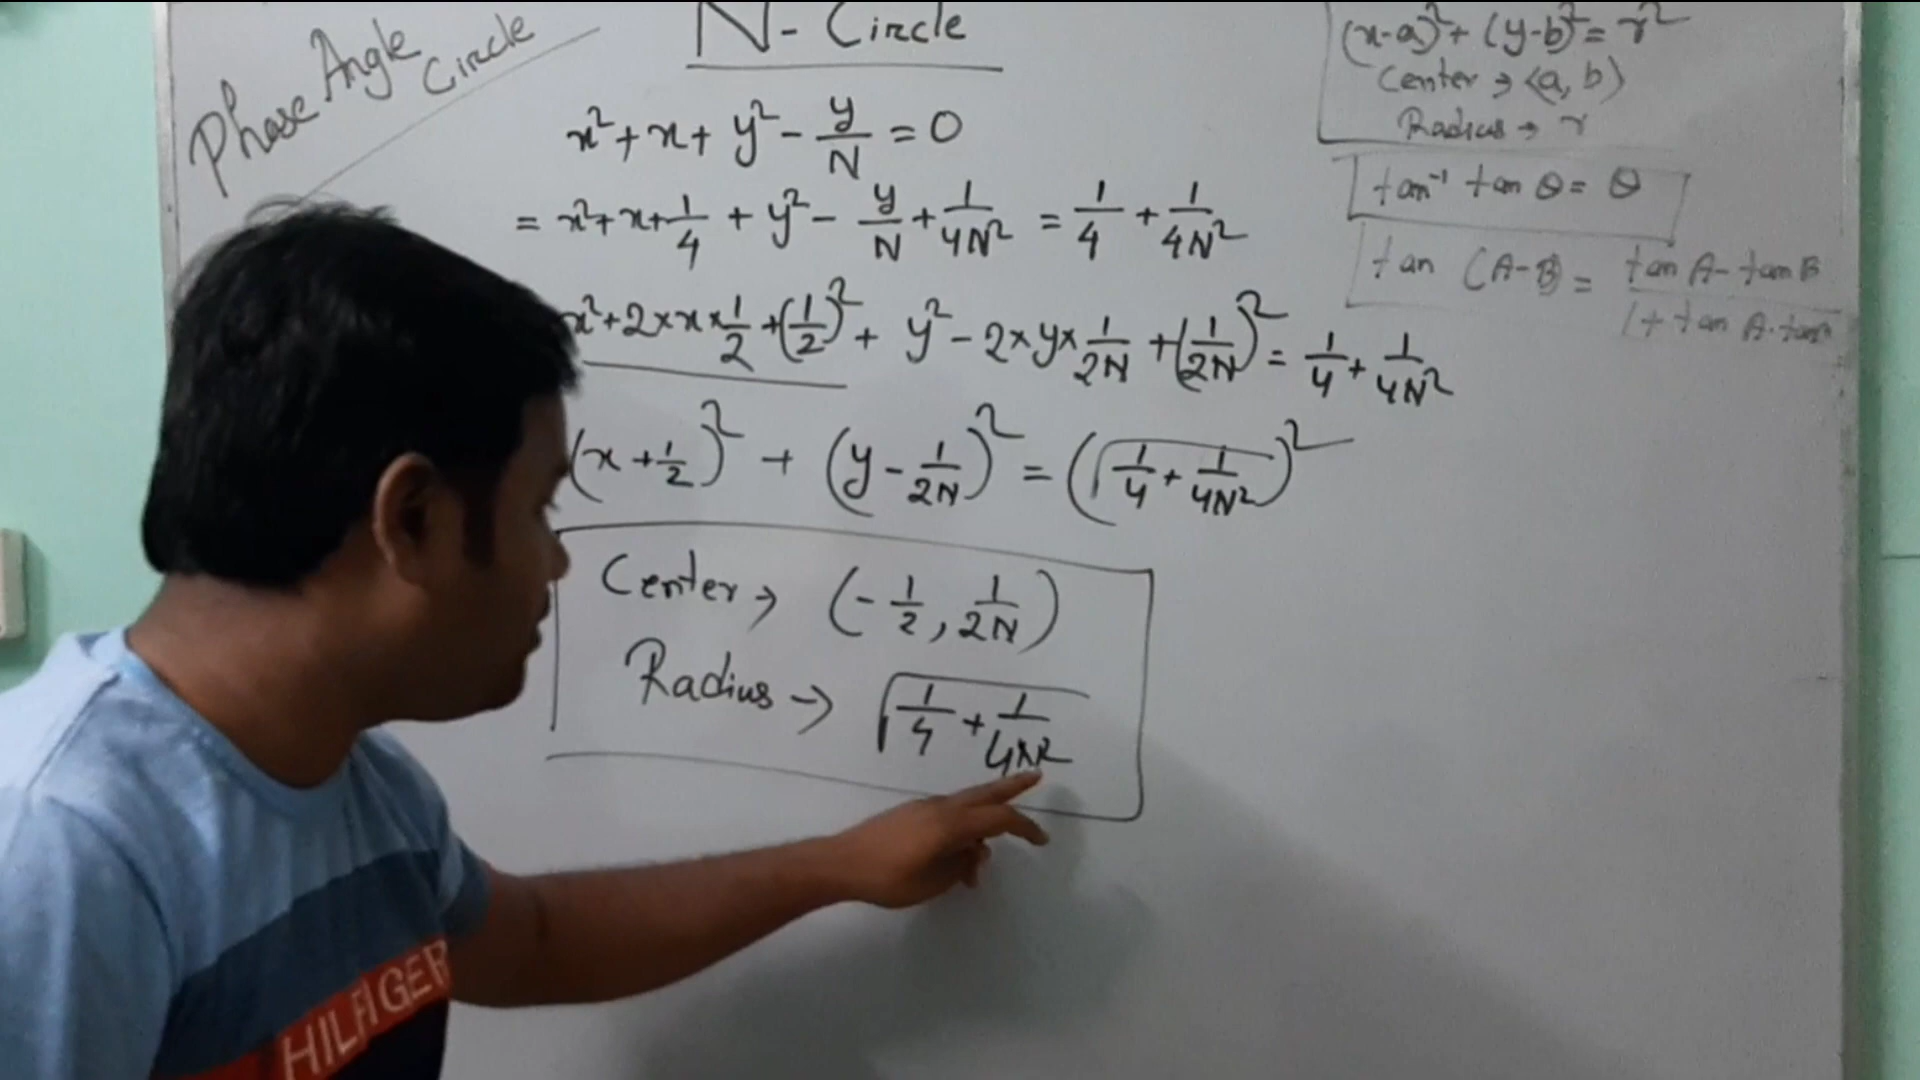 N - Circle
Phase Angle Circle
x² + x + y² - y/N = 0
= x² + x + 1/4 + y² - y/N + 1/4N² = 1/4 + 1/4N²
x² + 2 × x × 1/2 + (1/2)² + y² - 2 × y × 1/2N + (1/2N)² = 1/4 + 1/4N²
(x + 1/2)² + (y - 1/2N)² = (√(1/4 + 1/4N²))²
Center → (- 1/2, 1/2N)
Radius → √(1/4 + 1/4N²)
(x-a)² + (y-b)² = r²
Center → (a, b)
Radius → r
tan⁻¹ tan θ = θ
tan (A-B) = tan A - tan B / 1 + tan A . tan
HILFIGER